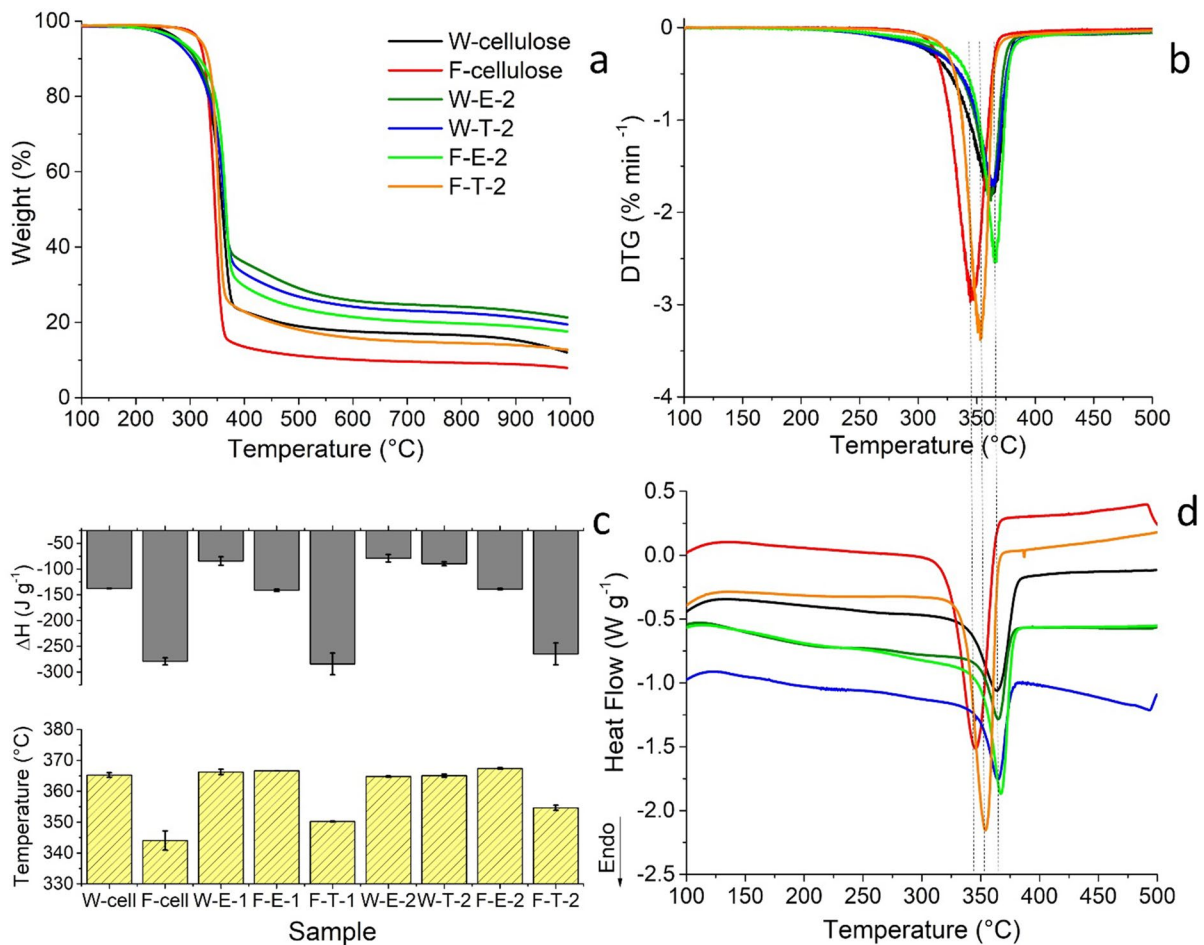 100
80
60
40
20
0
Weight (%)
W-cellulose
F-cellulose
W-E-2
W-T-2
F-E-2
F-T-2
a
100 200 300 400 500 600 700 800 900 1000
Temperature (°C)
0
-1
-2
-3
-4
DTG (% min -1)
b
100 150 200 250 300 350 400 450 500
Temperature (°C)
-50
-100
-150
-200
-250
-300
ΔH (J g-1)
c
380
370
360
350
340
330
Temperature (°C)
W-cell F-cell W-E-1 F-E-1 F-T-1 W-E-2 W-T-2 F-E-2 F-T-2
Sample
0.5
0.0
-0.5
-1.0
-1.5
-2.0
-2.5
Heat Flow (W g-1)
Endo
d
100 150 200 250 300 350 400 450 500
Temperature (°C)